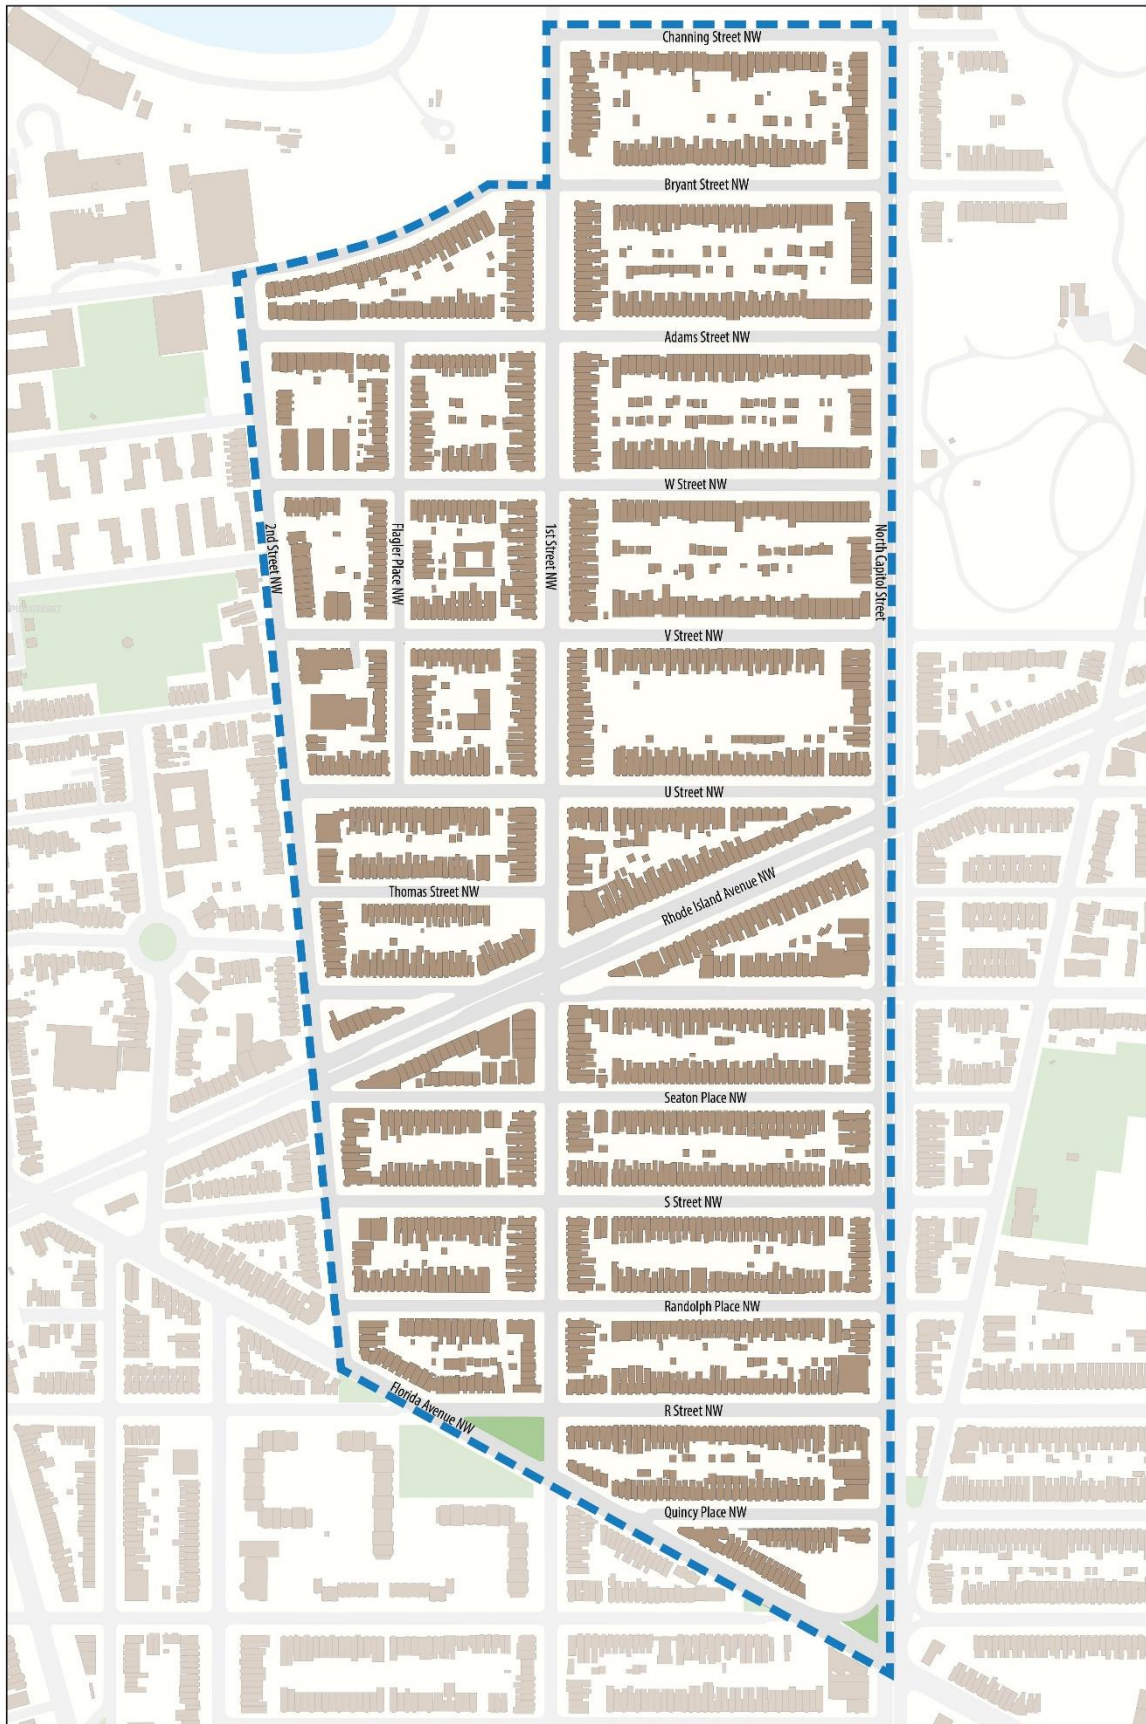 Channing Street NW
Bryant Street NW
Adams Street NW
W Street NW
2nd Street NW
Flagler Place NW
1st Street NW
North Capitol Street
V Street NW
U Street NW
Thomas Street NW
Rhode Island Avenue NW
Seaton Place NW
S Street NW
Randolph Place NW
Florida Avenue NW
R Street NW
Quincy Place NW